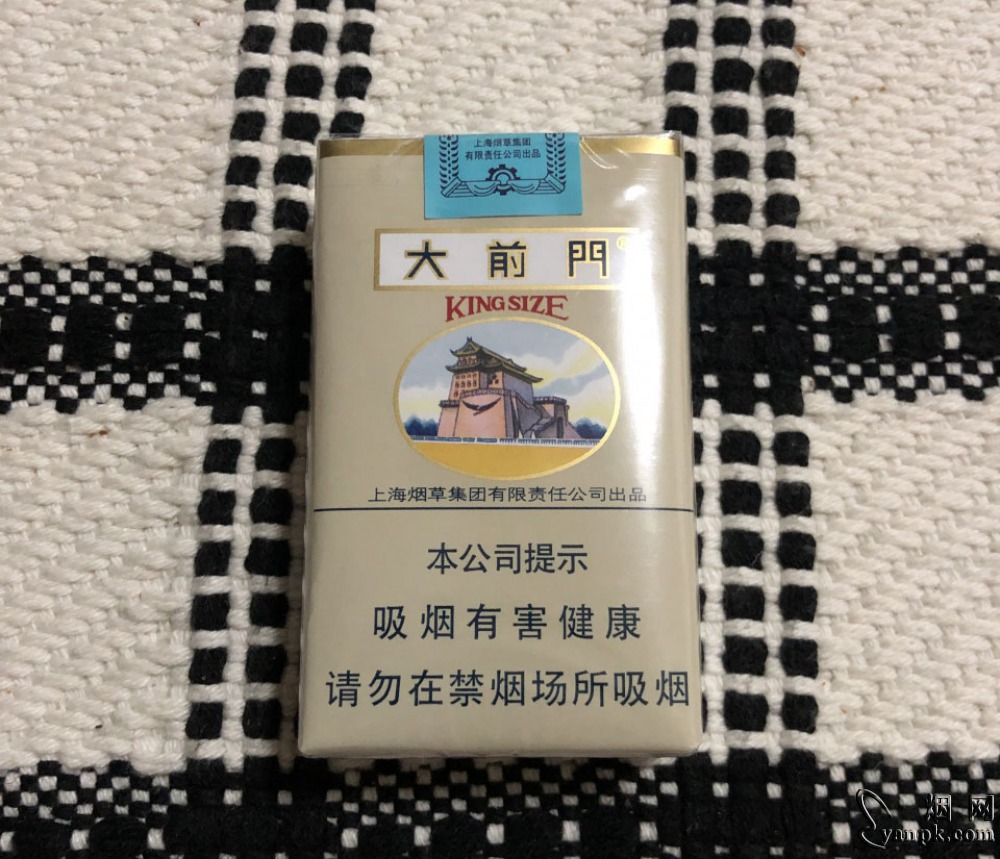 上海烟草集团
有限责任公司出品
大前門®
KING SIZE
上海烟草集团有限责任公司出品
本公司提示
吸烟有害健康
请勿在禁烟场所吸烟
烟网
yanpk.com